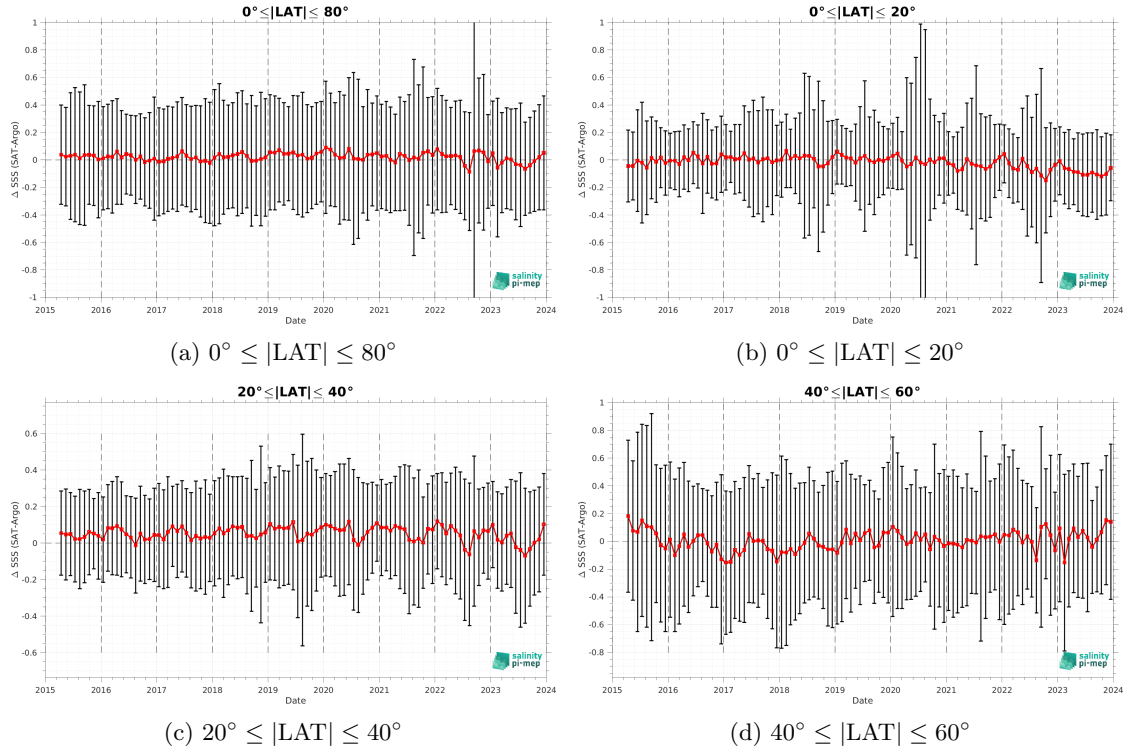 0°≤|LAT|≤ 80°
1
0.8
0.6
0.4
0.2
0
-0.2
-0.4
-0.6
-0.8
-1
Δ SSS (SAT-Argo)
2015 2016 2017 2018 2019 2020 2021 2022 2023 2024
Date
salinity
pi-mep
(a) 0° ≤ |LAT| ≤ 80°
0°≤|LAT|≤ 20°
1
0.8
0.6
0.4
0.2
0
-0.2
-0.4
-0.6
-0.8
-1
Δ SSS (SAT-Argo)
2015 2016 2017 2018 2019 2020 2021 2022 2023 2024
Date
salinity
pi-mep
(b) 0° ≤ |LAT| ≤ 20°
20°≤|LAT|≤ 40°
0.6
0.4
0.2
0
-0.2
-0.4
-0.6
Δ SSS (SAT-Argo)
2015 2016 2017 2018 2019 2020 2021 2022 2023 2024
Date
salinity
pi-mep
(c) 20° ≤ |LAT| ≤ 40°
40°≤|LAT|≤ 60°
1
0.8
0.6
0.4
0.2
0
-0.2
-0.4
-0.6
-0.8
Δ SSS (SAT-Argo)
2015 2016 2017 2018 2019 2020 2021 2022 2023 2024
Date
salinity
pi-mep
(d) 40° ≤ |LAT| ≤ 60°